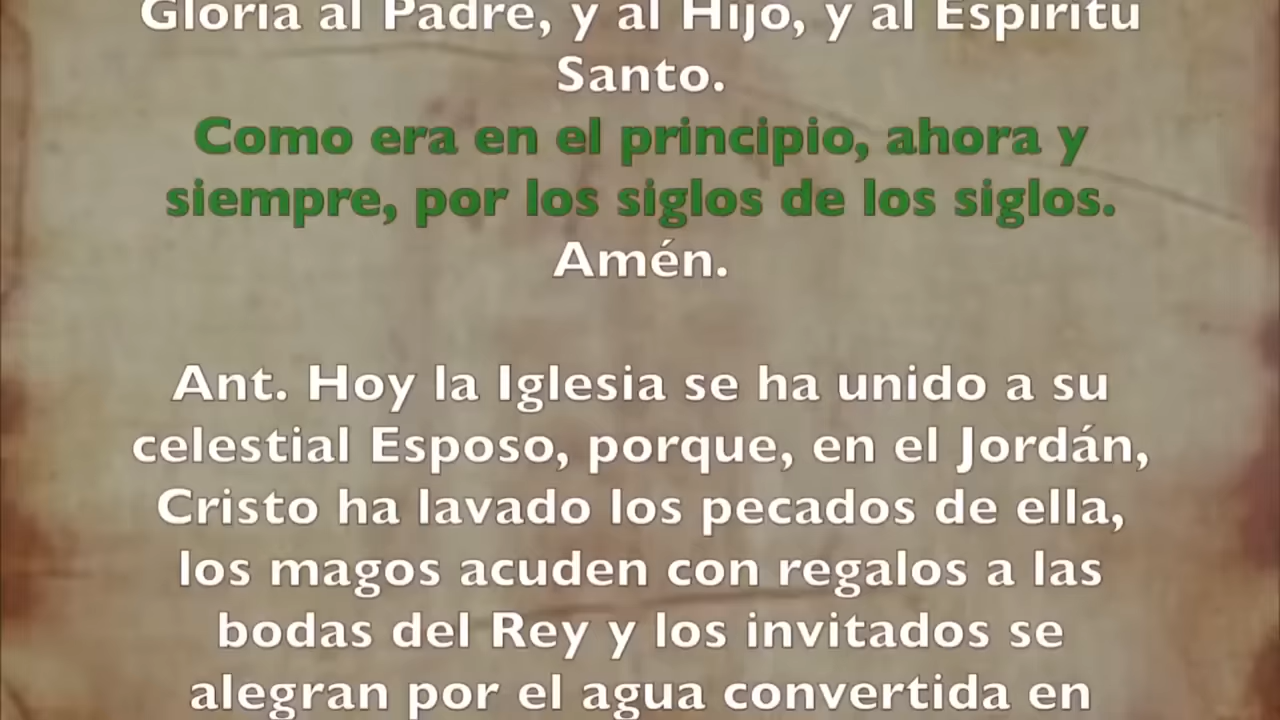 Gloria al Padre, y al Hijo, y al Espíritu
Santo.
Como era en el principio, ahora y
siempre, por los siglos de los siglos.
Amén.
Ant. Hoy la Iglesia se ha unido a su
celestial Esposo, porque, en el Jordán,
Cristo ha lavado los pecados de ella,
los magos acuden con regalos a las
bodas del Rey y los invitados se
alegran por el agua convertida en